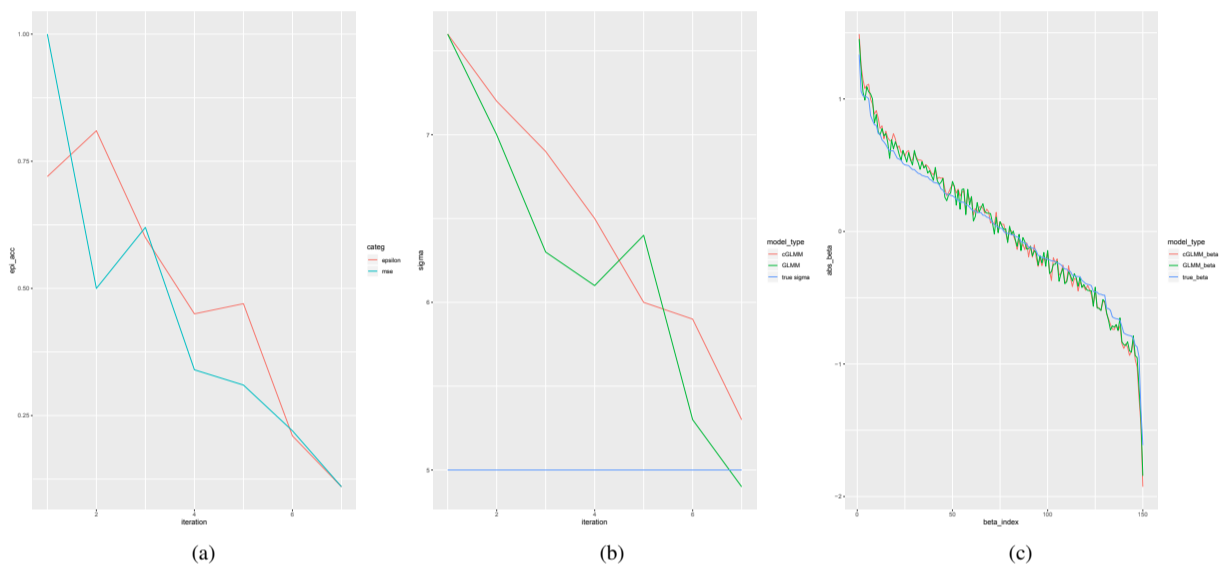 1.00
0.75
0.50
0.25
epi_acc
2
4
6
iteration
categ
epsilon
mse
(a)
7
6
5
sigma
2
4
6
iteration
model_type
cGLMM
GLMM
true sigma
(b)
1
0
−1
−2
abs_beta
0
50
100
150
beta_index
model_type
cGLMM_beta
GLMM_beta
true_beta
(c)